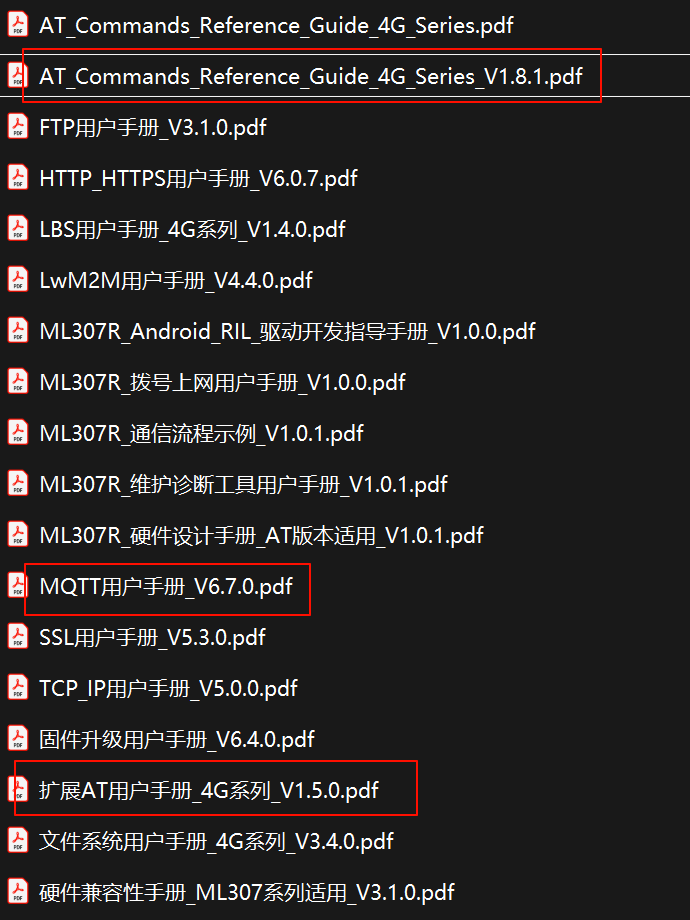 AT_Commands_Reference_Guide_4G_Series.pdf
AT_Commands_Reference_Guide_4G_Series_V1.8.1.pdf
FTP用户手册_V3.1.0.pdf
HTTP_HTTPS用户手册_V6.0.7.pdf
LBS用户手册_4G系列_V1.4.0.pdf
LwM2M用户手册_V4.4.0.pdf
ML307R_Android_RIL_驱动开发指导手册_V1.0.0.pdf
ML307R_拨号上网用户手册_V1.0.0.pdf
ML307R_通信流程示例_V1.0.1.pdf
ML307R_维护诊断工具用户手册_V1.0.1.pdf
ML307R_硬件设计手册_AT版本适用_V1.0.1.pdf
MQTT用户手册_V6.7.0.pdf
SSL用户手册_V5.3.0.pdf
TCP_IP用户手册_V5.0.0.pdf
固件升级用户手册_V6.4.0.pdf
扩展AT用户手册_4G系列_V1.5.0.pdf
文件系统用户手册_4G系列_V3.4.0.pdf
硬件兼容性手册_ML307系列适用_V3.1.0.pdf